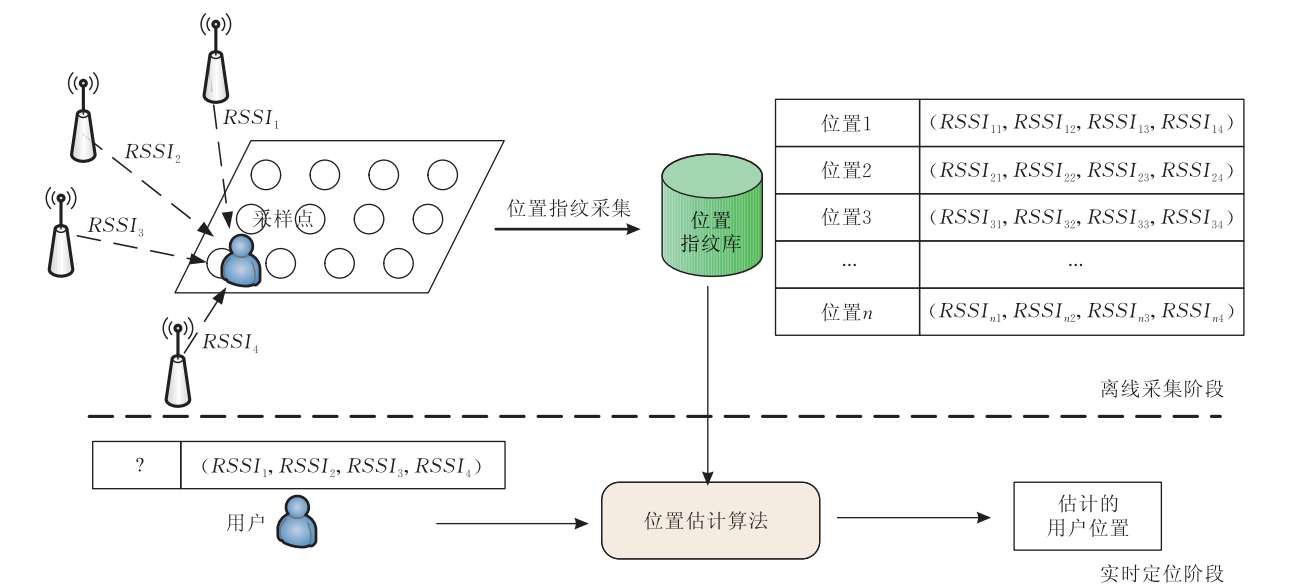 RSSI₁
RSSI₂
RSSI₃
RSSI₄
采样点
位置指纹采集
位置
指纹库
位置1 (RSSI₁₁, RSSI₁₂, RSSI₁₃, RSSI₁₄)
位置2 (RSSI₂₁, RSSI₂₂, RSSI₂₃, RSSI₂₄)
位置3 (RSSI₃₁, RSSI₃₂, RSSI₃₃, RSSI₃₄)
... ...
位置n (RSSIₙ₁, RSSIₙ₂, RSSIₙ₃, RSSIₙ₄)
离线采集阶段
? (RSSI₁, RSSI₂, RSSI₃, RSSI₄)
用户
位置估计算法
估计的
用户位置
实时定位阶段